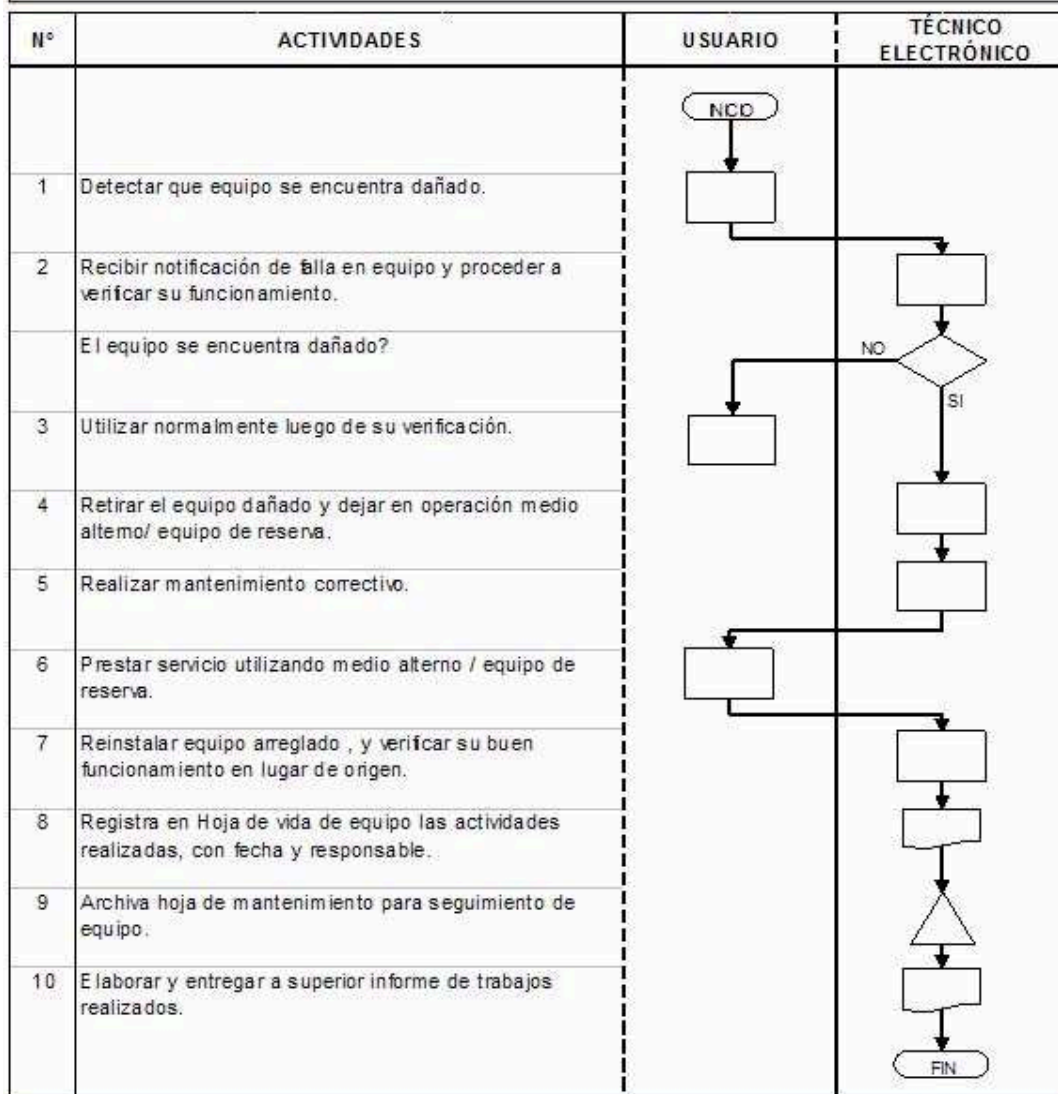 Nº ACTIVIDADES USUARIO TÉCNICO
ELECTRÓNICO
INICIO
1 Detectar que equipo se encuentra dañado.
2 Recibir notificación de falla en equipo y proceder a
verificar su funcionamiento.
El equipo se encuentra dañado?
NO
SI
3 Utilizar normalmente luego de su verificación.
4 Retirar el equipo dañado y dejar en operación medio
alterno/ equipo de reserva.
5 Realizar mantenimiento correctivo.
6 Prestar servicio utilizando medio alterno / equipo de
reserva.
7 Reinstalar equipo arreglado , y verificar su buen
funcionamiento en lugar de origen.
8 Registra en Hoja de vida de equipo las actividades
realizadas, con fecha y responsable.
9 Archiva hoja de mantenimiento para seguimiento de
equipo.
10 Elaborar y entregar a superior informe de trabajos
realizados.
FIN